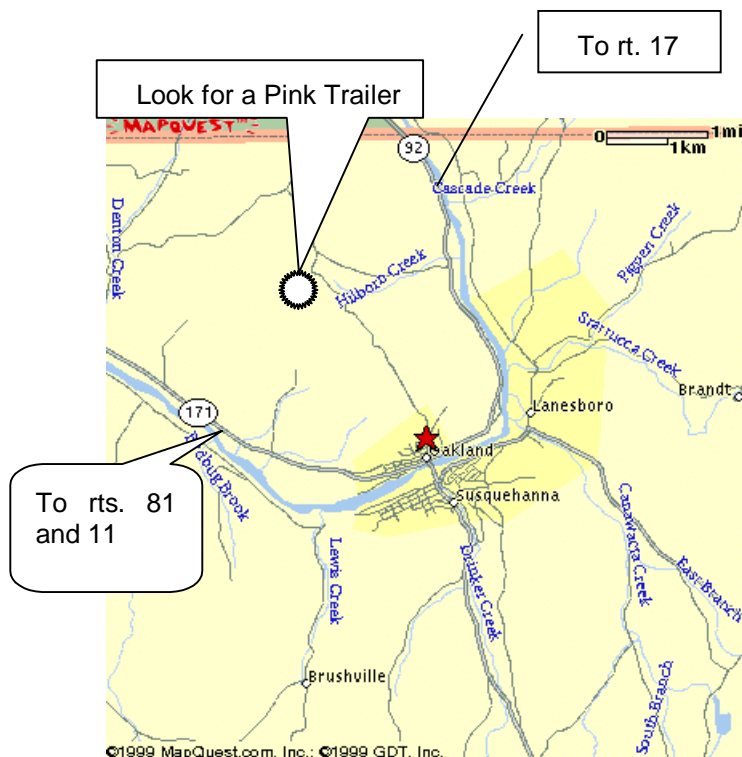 To rt. 17
Look for a Pink Trailer
MAPQUEST
0 1mi
1km
92
Cascade Creek
Denton Creek
Pigpen Creek
Hilborn Creek
Starrucca Creek
Brandt
171
Lanesboro
Oakland
Brook
To rts. 81
and 11
Susquehanna
Canawacta Creek
Lewis Creek
Drinker Creek
East Branch
Brushville
South Branch
©1999 MapQuest.com, Inc.; ©1999 GDT, Inc.